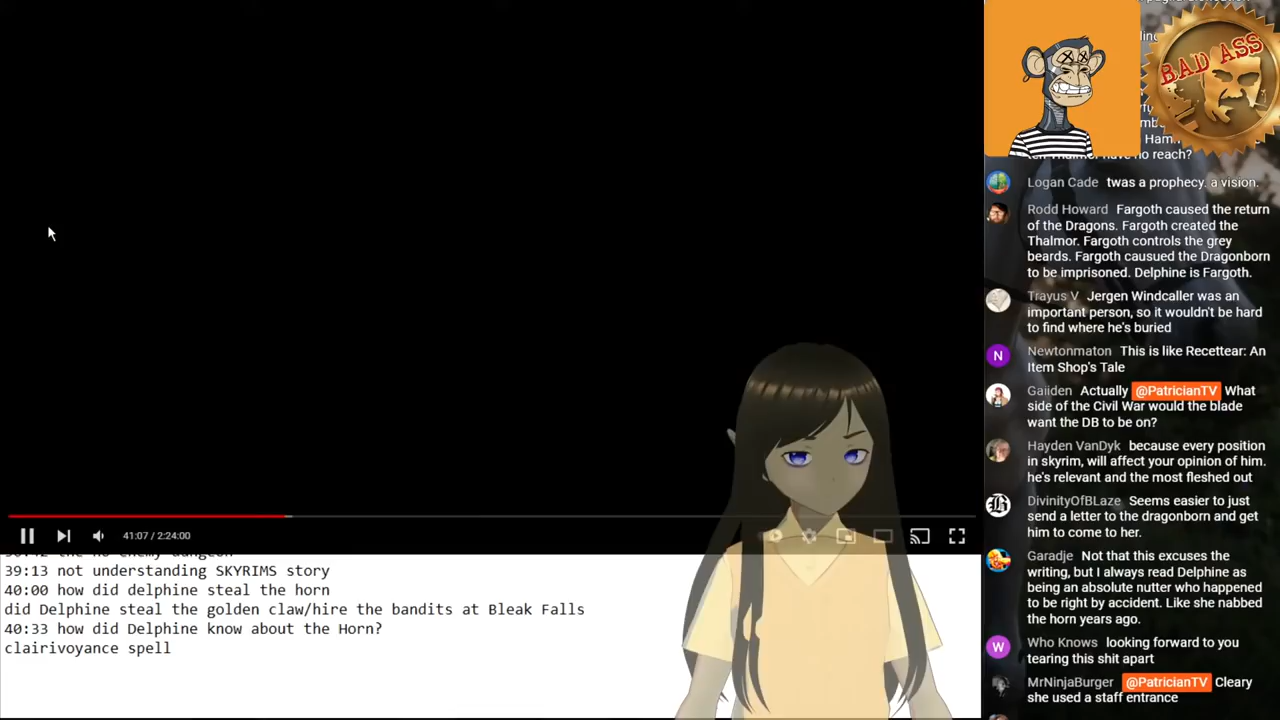 41:07 / 2:24:00
39:13 not understanding SKYRIMS story
40:00 how did delphine steal the horn
did Delphine steal the golden claw/hire the bandits at Bleak Falls
40:33 how did Delphine know about the Horn?
clairivoyance spell
BAD ASS
no reach?
Logan Cade twas a prophecy, a vision.
Rodd Howard Fargoth caused the return
of the Dragons. Fargoth created the
Thalmor. Fargoth controls the grey
beards. Fargoth causued the Dragonborn
to be imprisoned. Delphine is Fargoth.
Trayus V Jergen Windcaller was an
important person, so it wouldn't be hard
to find where he's buried
N
Newtonmaton This is like Recettear: An
Item Shop's Tale
Gaiiden Actually @PatricianTV What
side of the Civil War would the blade
want the DB to be on?
Hayden VanDyk because every position
in skyrim, will affect your opinion of him.
he's relevant and the most fleshed out
DivinityOfBLaze Seems easier to just
send a letter to the dragonborn and get
him to come to her.
Garadje Not that this excuses the
writing, but I always read Delphine as
being an absolute nutter who happened
to be right by accident. Like she nabbed
the horn years ago.
W
Who Knows looking forward to you
tearing this shit apart
MrNinjaBurger @PatricianTV Cleary
she used a staff entrance